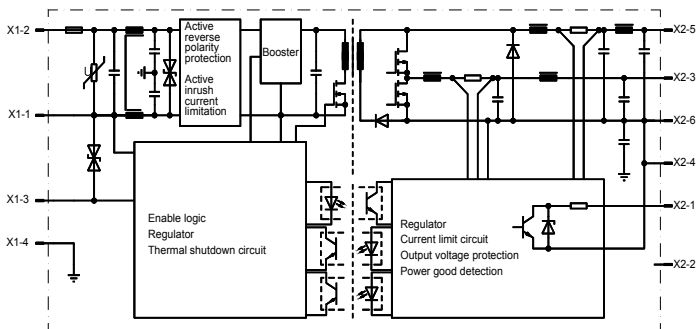 X1-2
Active
reverse
polarity
protection
Active
inrush
current
limitation
Booster
X2-5
X2-3
X1-1
X2-6
X2-4
X1-3
X2-1
X1-4
X2-2
U
Enable logic
Regulator
Thermal shutdown circuit
Regulator
Current limit circuit
Output voltage protection
Power good detection